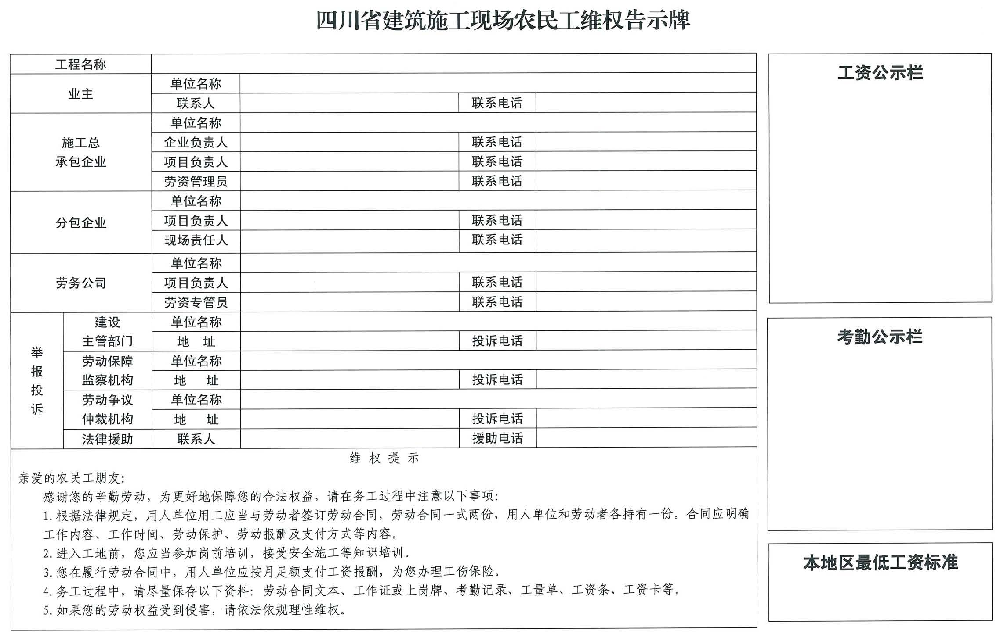 四川省建筑施工现场农民工维权告示牌
工程名称
业主
单位名称
联系人 联系电话
施工总
承包企业
单位名称
企业负责人 联系电话
项目负责人 联系电话
劳资管理员 联系电话
分包企业
单位名称
项目负责人 联系电话
现场责任人 联系电话
劳务公司
单位名称
项目负责人 联系电话
劳资专管员 联系电话
举
报
投
诉
建设
主管部门
单位名称
地 址 投诉电话
劳动保障
监察机构
单位名称
地 址 投诉电话
劳动争议
仲裁机构
单位名称
地 址 投诉电话
法律援助 联系人 援助电话
维 权 提 示
亲爱的农民工朋友：
感谢您的辛勤劳动，为更好地保障您的合法权益，请在务工过程中注意以下事项：
1. 根据法律规定，用人单位用工应当与劳动者签订劳动合同，劳动合同一式两份，用人单位和劳动者各持有一份。合同应明确
工作内容、工作时间、劳动保护、劳动报酬及支付方式等内容。
2. 进入工地前，您应当参加岗前培训，接受安全施工等知识培训。
3. 您在履行劳动合同中，用人单位应按月足额支付工资报酬，为您办理工伤保险。
4. 务工过程中，请尽量保存以下资料：劳动合同文本、工作证或上岗牌、考勤记录、工量单、工资条、工资卡等。
5. 如果您的劳动权益受到侵害，请依法依规理性维权。
工资公示栏
考勤公示栏
本地区最低工资标准